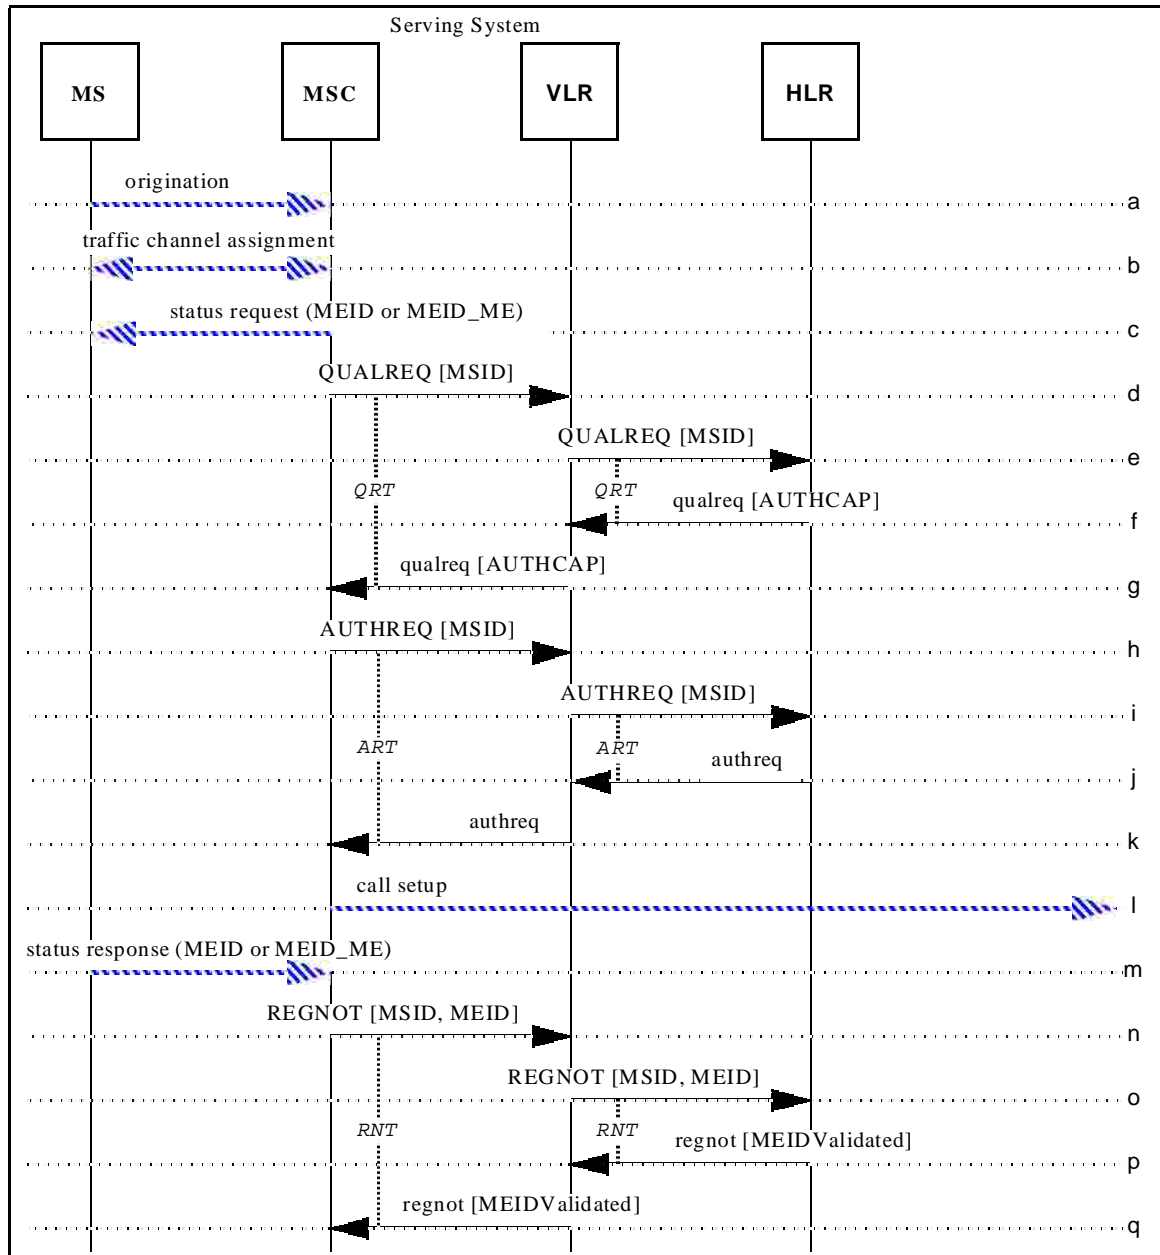 Serving System
MS
MSC
VLR
HLR
origination
a
traffic channel assignment
b
status request (MEID or MEID_ME)
c
QUALREQ [MSID]
d
QUALREQ [MSID]
e
QRT
QRT
qualreq [AUTHCAP]
f
qualreq [AUTHCAP]
g
AUTHREQ [MSID]
h
AUTHREQ [MSID]
i
ART
ART
authreq
j
authreq
k
call setup
l
status response (MEID or MEID_ME)
m
REGNOT [MSID, MEID]
n
REGNOT [MSID, MEID]
o
RNT
RNT
regnot [MEIDValidated]
p
regnot [MEIDValidated]
q